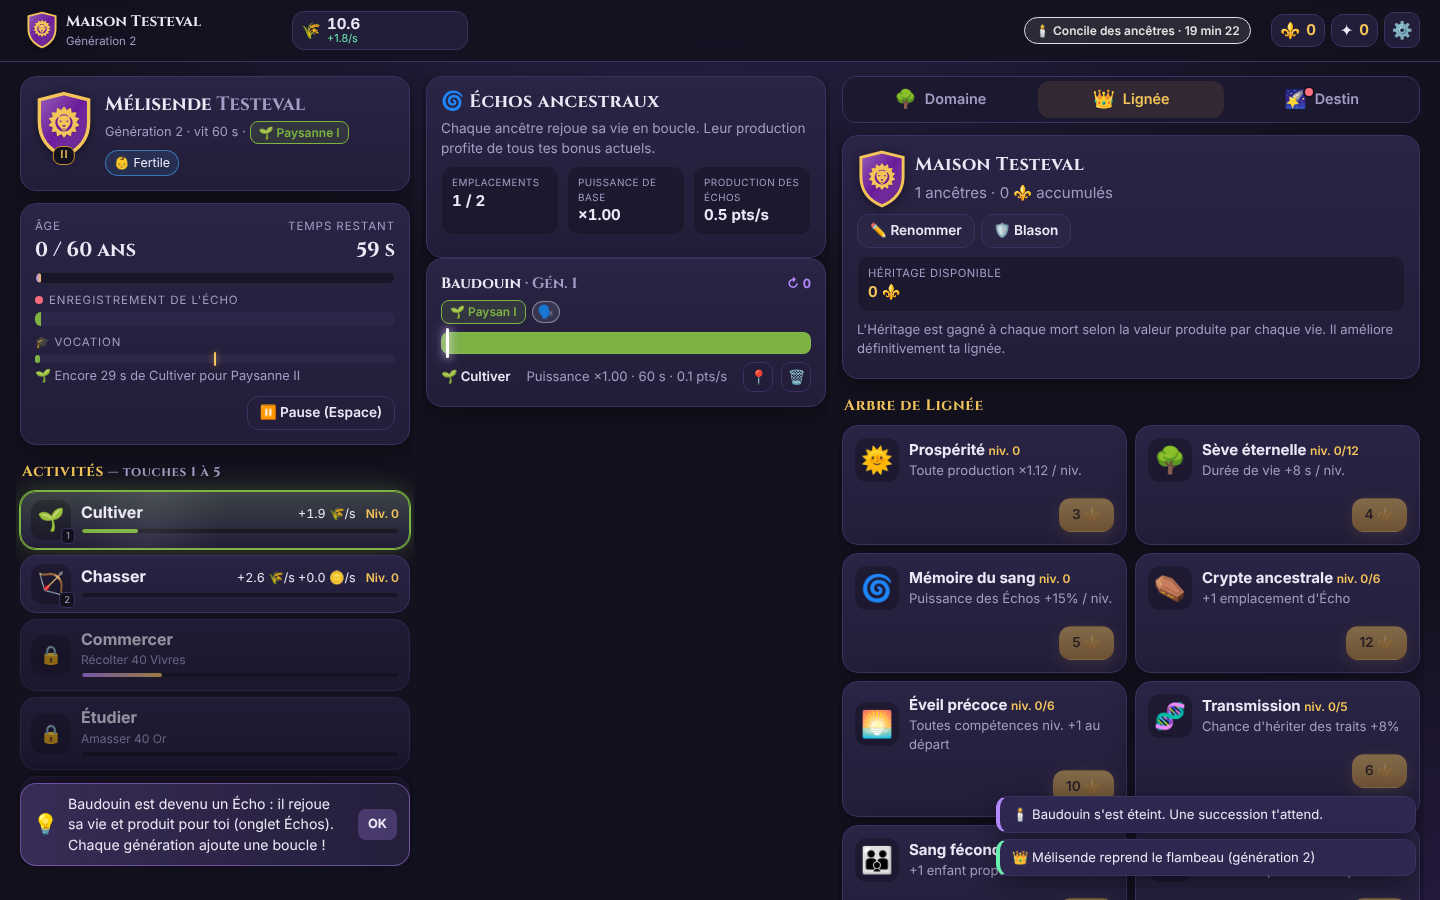 Maison Testeval
Génération 2
10.6
+1.8/s
Concile des ancêtres · 19 min 22
0
0
Mélisende Testeval
Génération 2 · vit 60 s ·
Paysanne I
II
Fertile
ÂGE
TEMPS RESTANT
0 / 60 ans
59 s
ENREGISTREMENT DE L'ÉCHO
VOCATION
Encore 29 s de Cultiver pour Paysanne II
Pause (Espace)
Activités — touches 1 à 5
Cultiver
+1.9 /s
Niv. 0
1
Chasser
+2.6 /s +0.0 /s
Niv. 0
2
Commercer
Récolter 40 Vivres
Étudier
Amasser 40 Or
Baudouin est devenu un Écho : il rejoue
sa vie et produit pour toi (onglet Échos).
Chaque génération ajoute une boucle !
OK
Échos ancestraux
Chaque ancêtre rejoue sa vie en boucle. Leur production
profite de tous tes bonus actuels.
EMPLACEMENTS
1 / 2
PUISSANCE DE
BASE
×1.00
PRODUCTION DES
ÉCHOS
0.5 pts/s
Baudouin · Gén. 1
↻ 0
Paysan I
Cultiver
Puissance ×1.00 · 60 s · 0.1 pts/s
Domaine
Lignée
Destin
Maison Testeval
1 ancêtres · 0 accumulés
Renommer
Blason
HÉRITAGE DISPONIBLE
0
L'Héritage est gagné à chaque mort selon la valeur produite par chaque vie. Il améliore
définitivement ta lignée.
Arbre de Lignée
Prospérité niv. 0
Toute production ×1.12 / niv.
3
Sève éternelle niv. 0/12
Durée de vie +8 s / niv.
4
Mémoire du sang niv. 0
Puissance des Échos +15% / niv.
5
Crypte ancestrale niv. 0/6
+1 emplacement d'Écho
12
Éveil précoce niv. 0/6
Toutes compétences niv. +1 au
départ
10
Transmission niv. 0/5
Chance d'hériter des traits +8%
6
Baudouin s'est éteint. Une succession t'attend.
Mélisende reprend le flambeau (génération 2)
Sang
+1 enfant